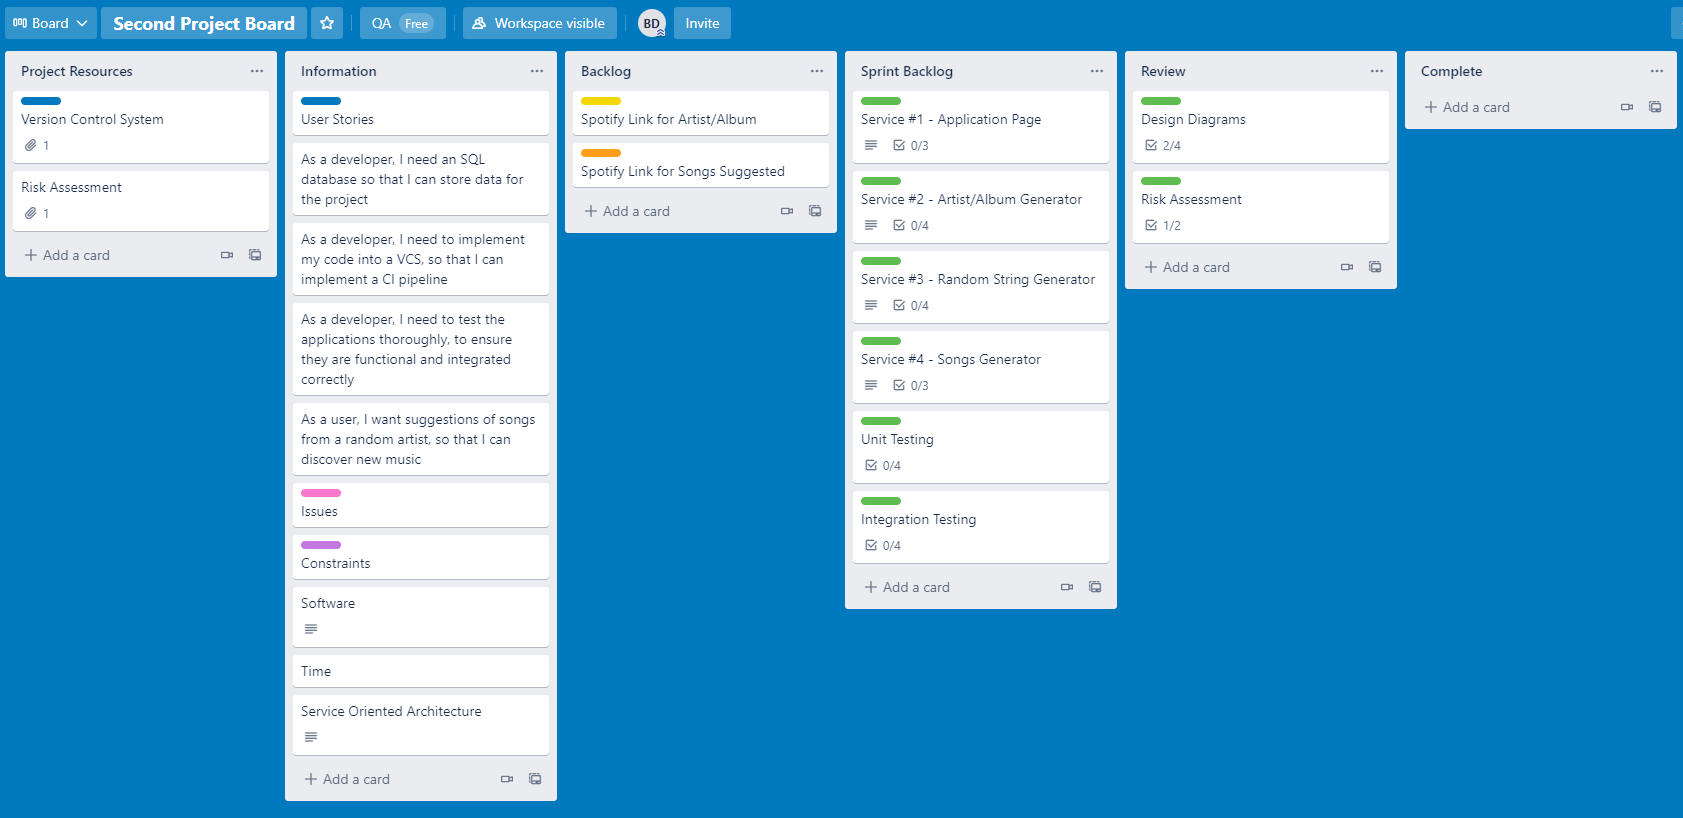 Board
Second Project Board
QA Free
Workspace visible
BD
Invite
Project Resources
Version Control System
1
Risk Assessment
1
Add a card
Information
User Stories
As a developer, I need an SQL
database so that I can store data for
the project
As a developer, I need to implement
my code into a VCS, so that I can
implement a CI pipeline
As a developer, I need to test the
applications thoroughly, to ensure
they are functional and integrated
correctly
As a user, I want suggestions of songs
from a random artist, so that I can
discover new music
Issues
Constraints
Software
Time
Service Oriented Architecture
Add a card
Backlog
Spotify Link for Artist/Album
Spotify Link for Songs Suggested
Add a card
Sprint Backlog
Service #1 - Application Page
0/3
Service #2 - Artist/Album Generator
0/4
Service #3 - Random String Generator
0/4
Service #4 - Songs Generator
0/3
Unit Testing
0/4
Integration Testing
0/4
Add a card
Review
Design Diagrams
2/4
Risk Assessment
1/2
Add a card
Complete
Add a card